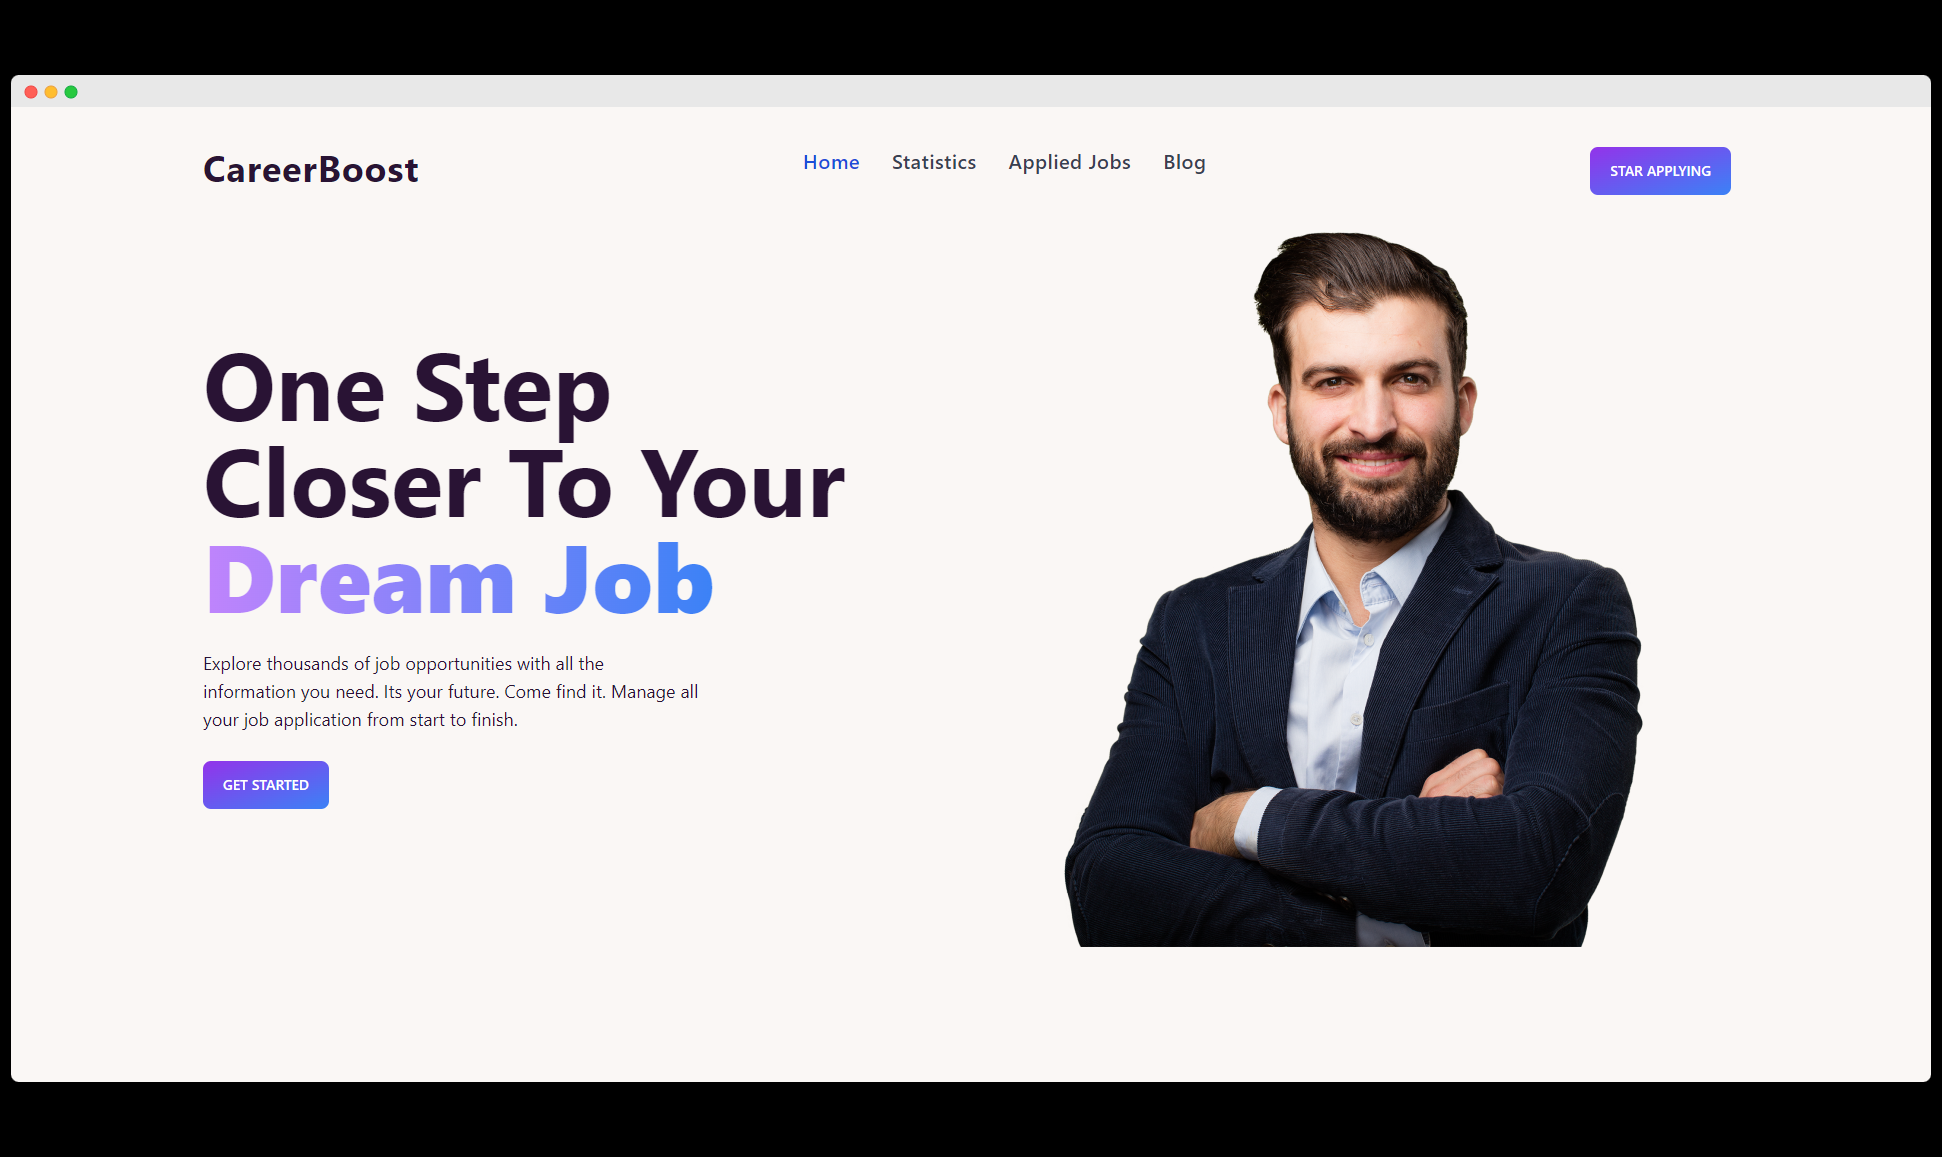 CareerBoost
Home Statistics Applied Jobs Blog
STAR APPLYING
One Step
Closer To Your
Dream Job
Explore thousands of job opportunities with all the
information you need. Its your future. Come find it. Manage all
your job application from start to finish.
GET STARTED